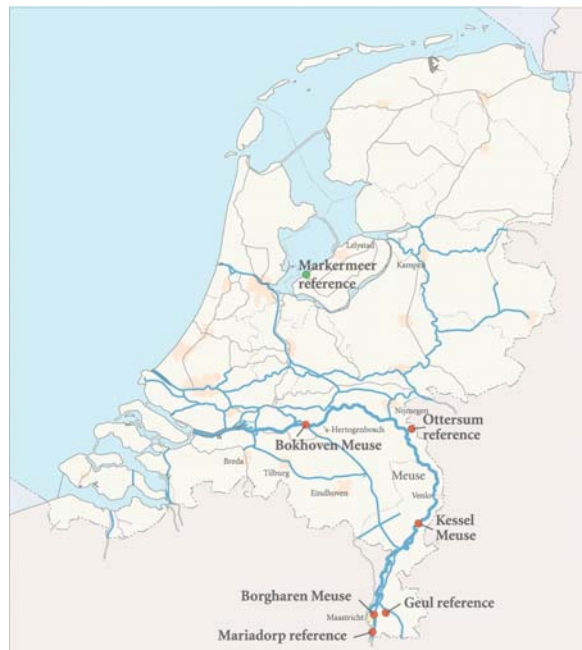 Lelystad
Markermeer
reference
Kampen
Nijmegen
Ottersum
reference
's-Hertogenbosch
Bokhoven Meuse
Breda
Tilburg
Meuse
Eindhoven
Venlo
Kessel
Meuse
Borgharen Meuse
Geul reference
Maastricht
Mariadorp reference